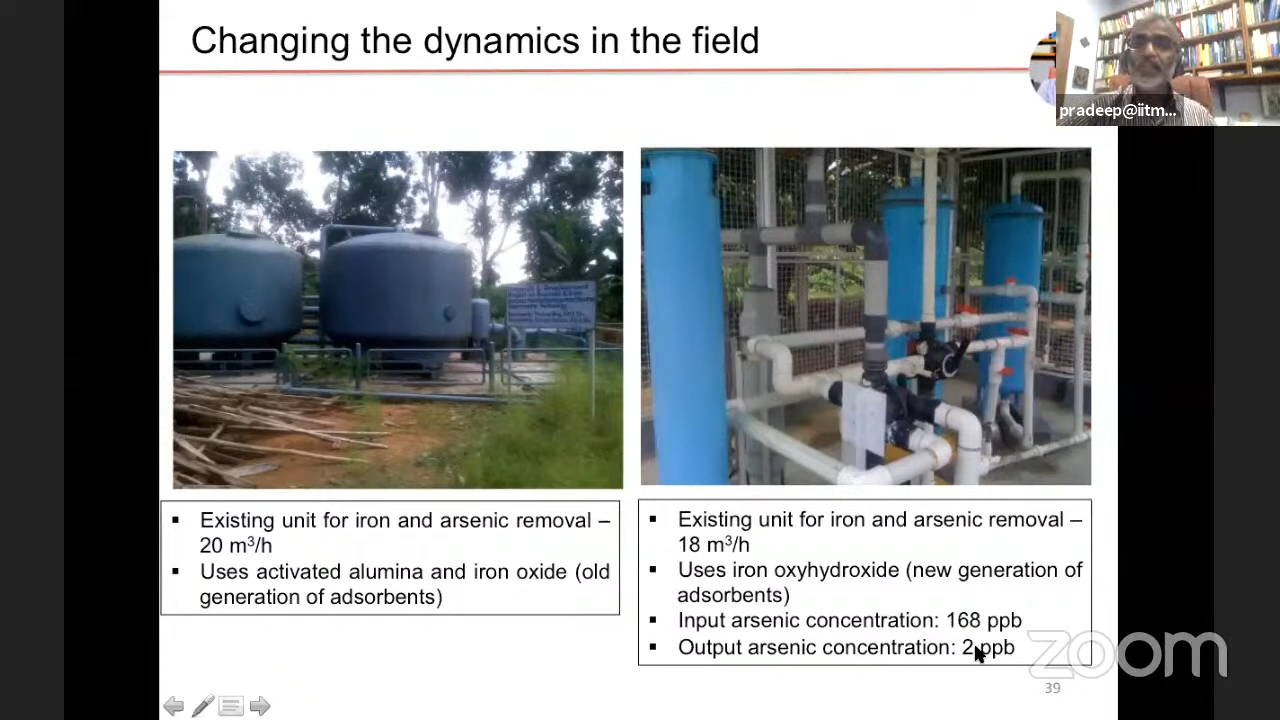 Changing the dynamics in the field
pradeep@iitm...
▪ Existing unit for iron and arsenic removal –
20 m³/h
▪ Uses activated alumina and iron oxide (old
generation of adsorbents)
▪ Existing unit for iron and arsenic removal –
18 m³/h
▪ Uses iron oxyhydroxide (new generation of
adsorbents)
▪ Input arsenic concentration: 168 ppb
▪ Output arsenic concentration: 2 ppb
zoom
39